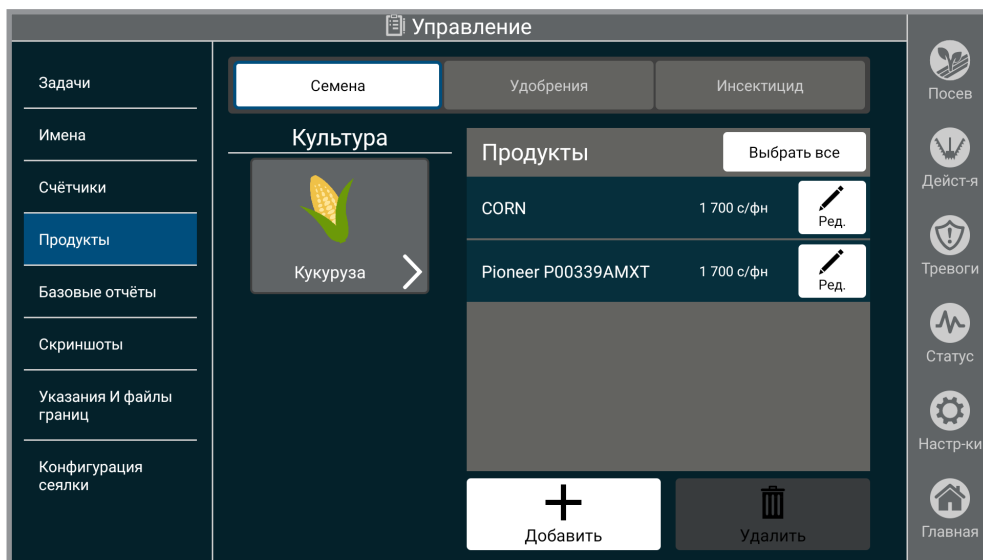 Управление
Задачи
Имена
Счётчики
Продукты
Базовые отчёты
Скриншоты
Указания И файлы
границ
Конфигурация
сеялки
Семена
Удобрения
Инсектицид
Культура
Кукуруза
Продукты
Выбрать все
CORN
1 700 с/фн
Ред.
Pioneer P00339AMXT
1 700 с/фн
Ред.
Добавить
Удалить
Посев
Дейст-я
Тревоги
Статус
Настр-ки
Главная